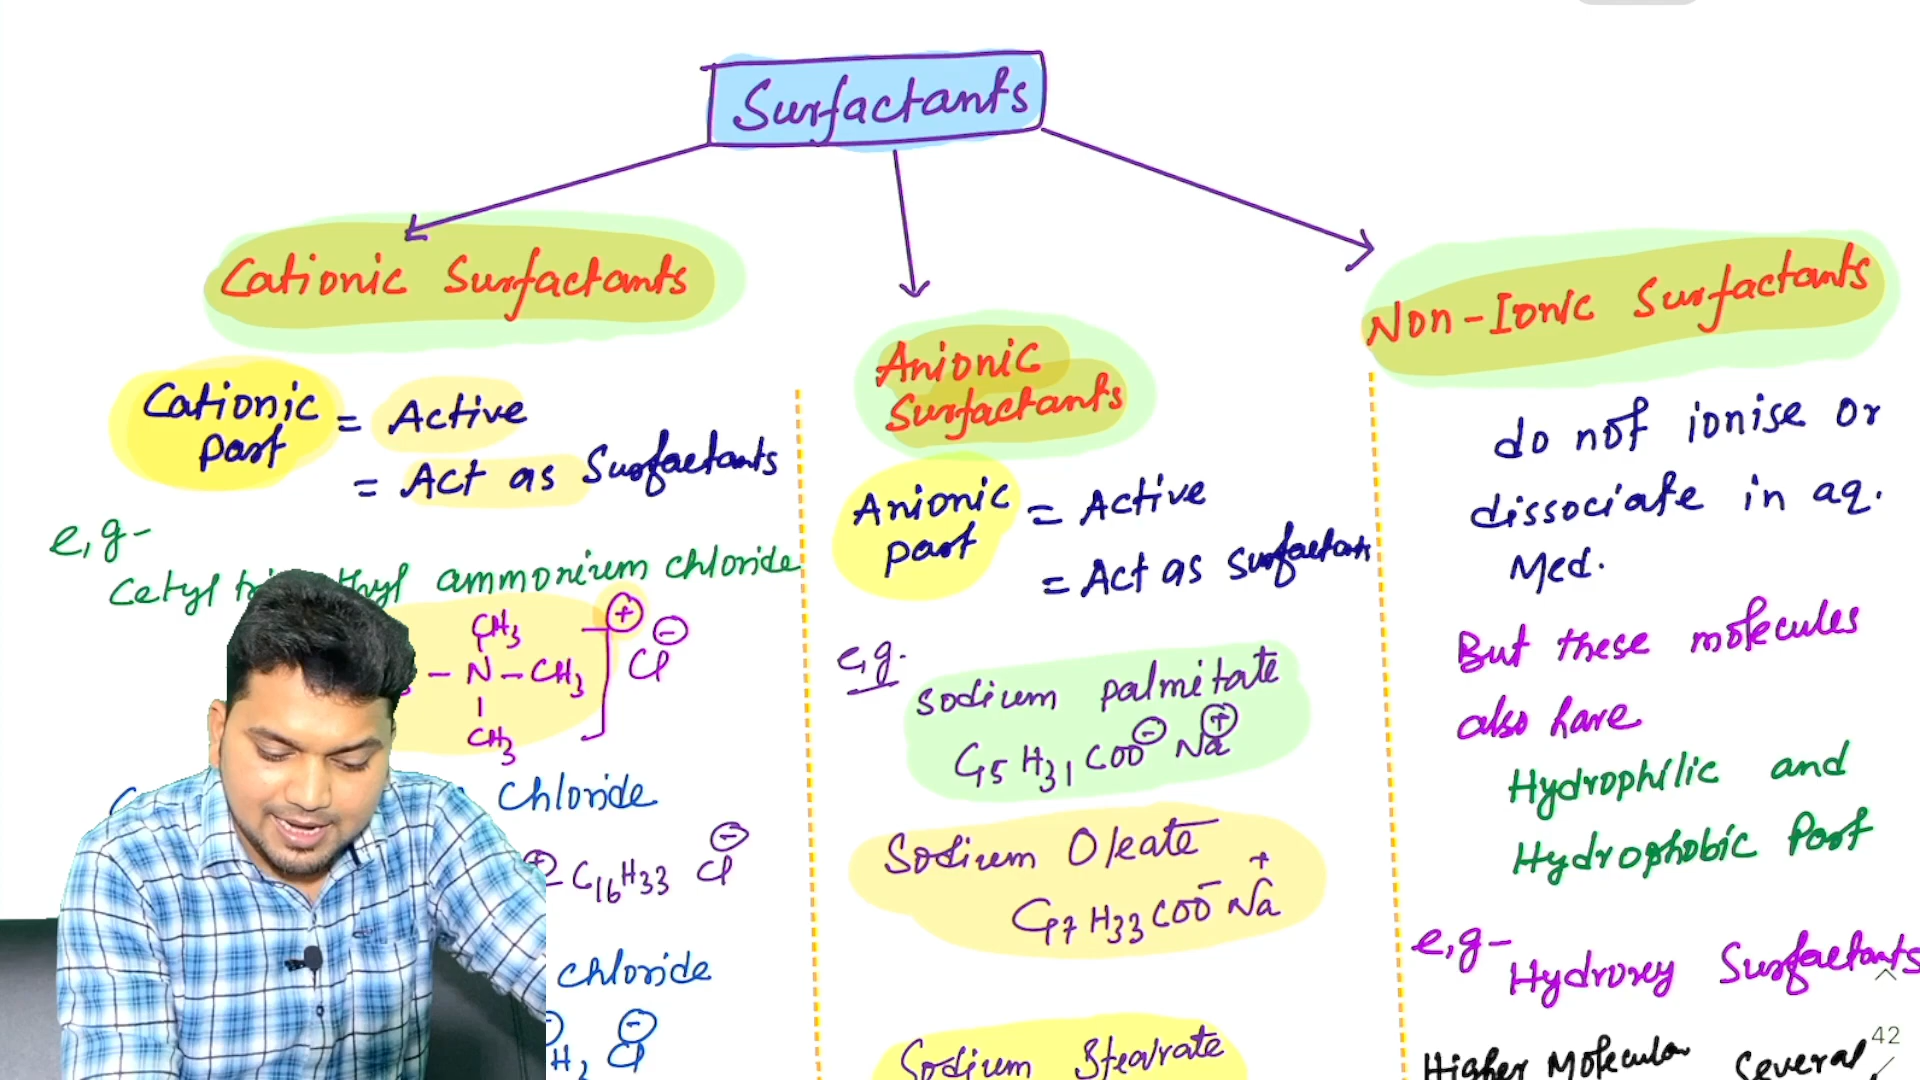 Surfactants
Cationic Surfactants
Cationic part = Active
= Act as Surfactants
e,g-
Cetyl ammonium chloride
CH3
- N - CH3 ]⊕ Cl⊖
CH3
Chloride
⊕ - C16H33 Cl⊖
chloride
H2 Cl⊖
Anionic
Surfactants
Anionic part = Active
= Act as Surfactants
e,g.
Sodium palmitate
C15H31COO⊖ Na⊕
Sodium Oleate
C17H33COO⁻ Na⁺
Sodium Stearate
Non-Ionic Surfactants
do not ionise or
dissociate in aq.
Med.
But these molecules
also have
Hydrophilic and
Hydrophobic Part
e,g-
Hydroxy Surfactants
Higher Molecular Several
42